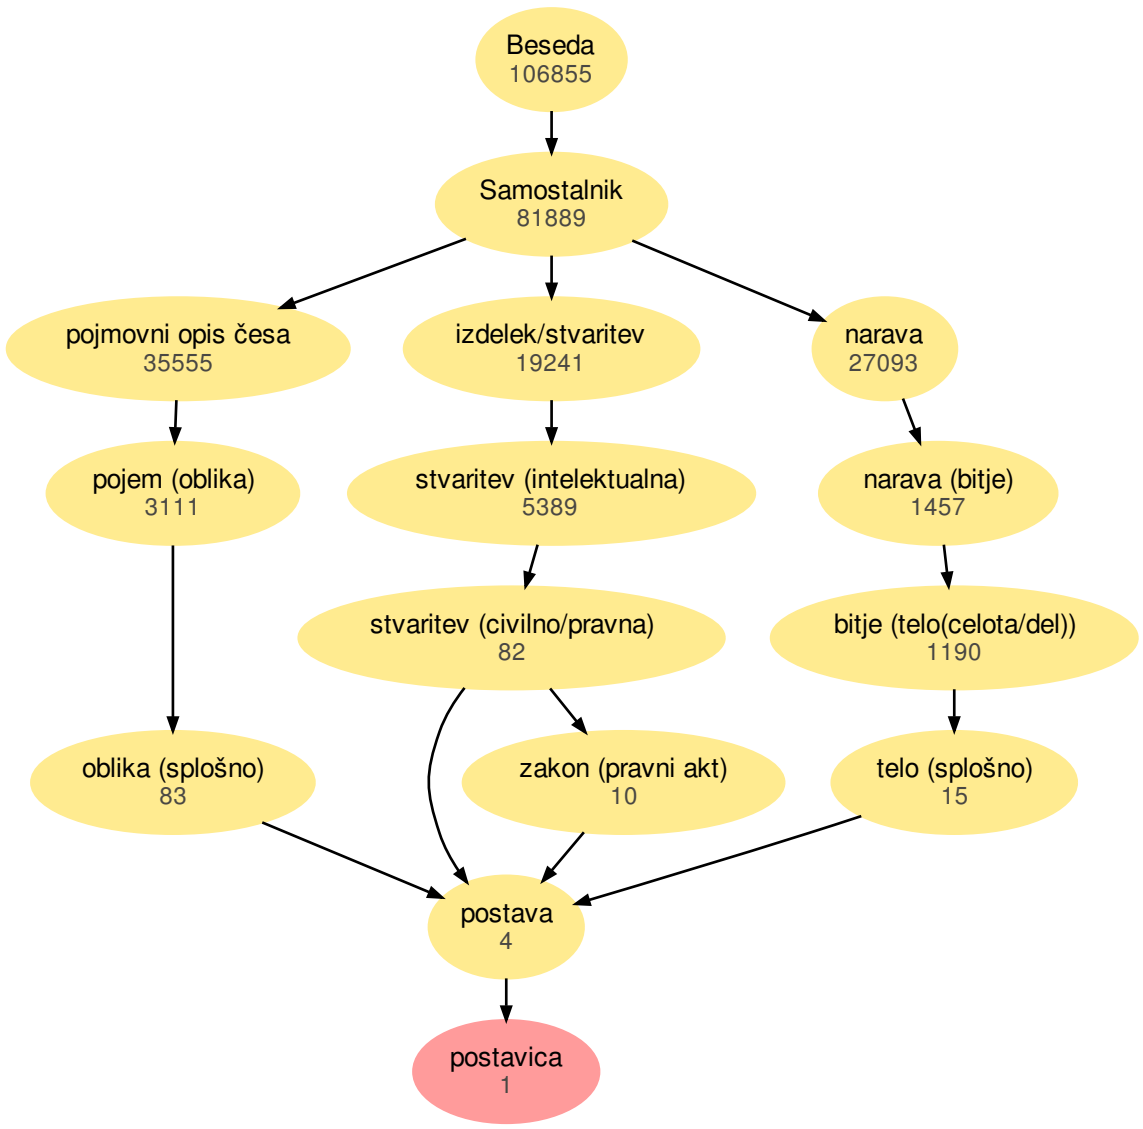 Beseda
106855
Samostalnik
81889
pojmovni opis česa
35555
izdelek/stvaritev
19241
narava
27093
pojem (oblika)
3111
stvaritev (intelektualna)
5389
narava (bitje)
1457
stvaritev (civilno/pravna)
82
bitje (telo(celota/del))
1190
oblika (splošno)
83
zakon (pravni akt)
10
telo (splošno)
15
postava
4
postavica
1